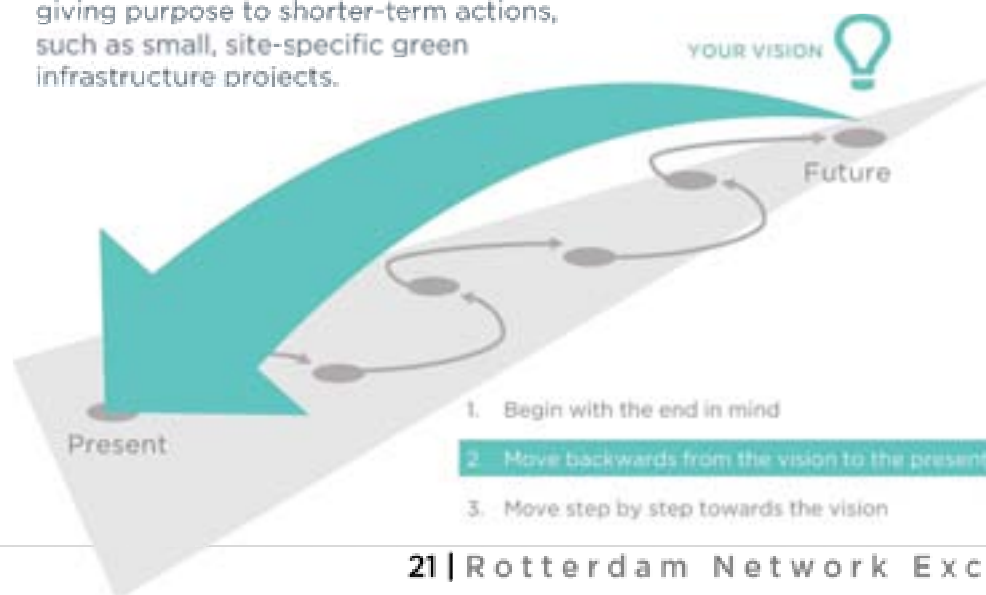 giving purpose to shorter-term actions,
such as small, site-specific green
infrastructure projects.
YOUR VISION
Future
Present
1. Begin with the end in mind
2 Move backwards from the vision to the present
3. Move step by step towards the vision
21 | Rotterdam Network Exc